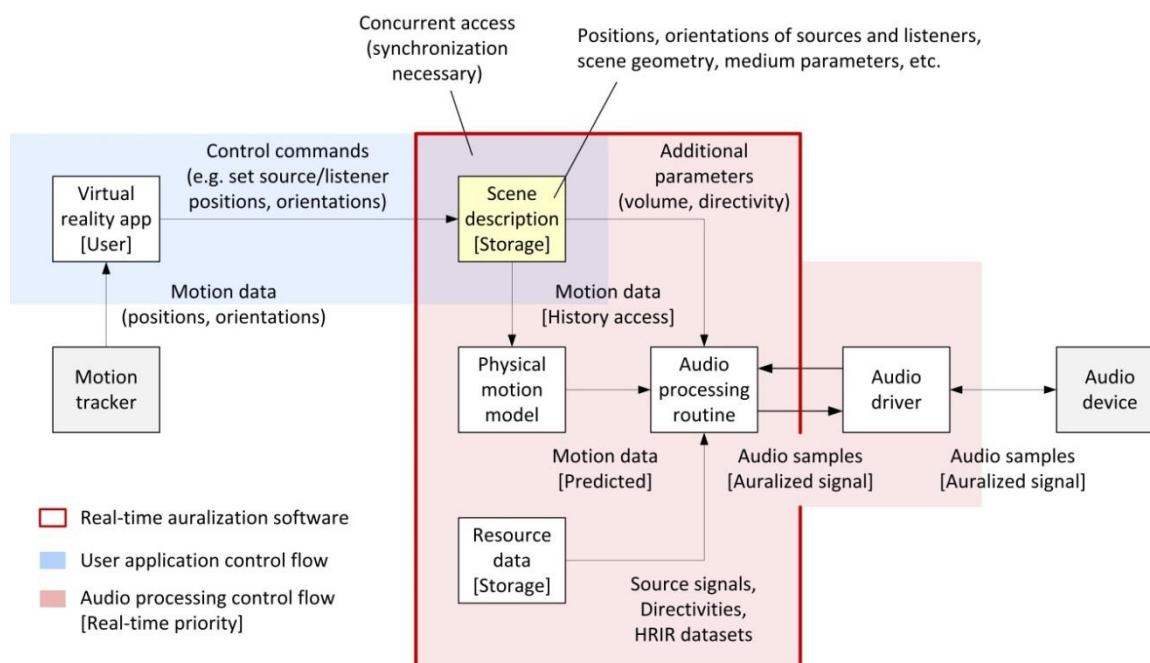 Concurrent access
(synchronization
necessary)
Positions, orientations of sources and listeners,
scene geometry, medium parameters, etc.
Control commands
(e.g. set source/listener
positions, orientations)
Additional
parameters
(volume, directivity)
Virtual
reality app
[User]
Scene
description
[Storage]
Motion data
(positions, orientations)
Motion data
[History access]
Motion
tracker
Physical
motion
model
Audio
processing
routine
Audio
driver
Audio
device
Motion data
[Predicted]
Audio samples
[Auralized signal]
Audio samples
[Auralized signal]
Real-time auralization software
User application control flow
Audio processing control flow
[Real-time priority]
Resource
data
[Storage]
Source signals,
Directivities,
HRIR datasets